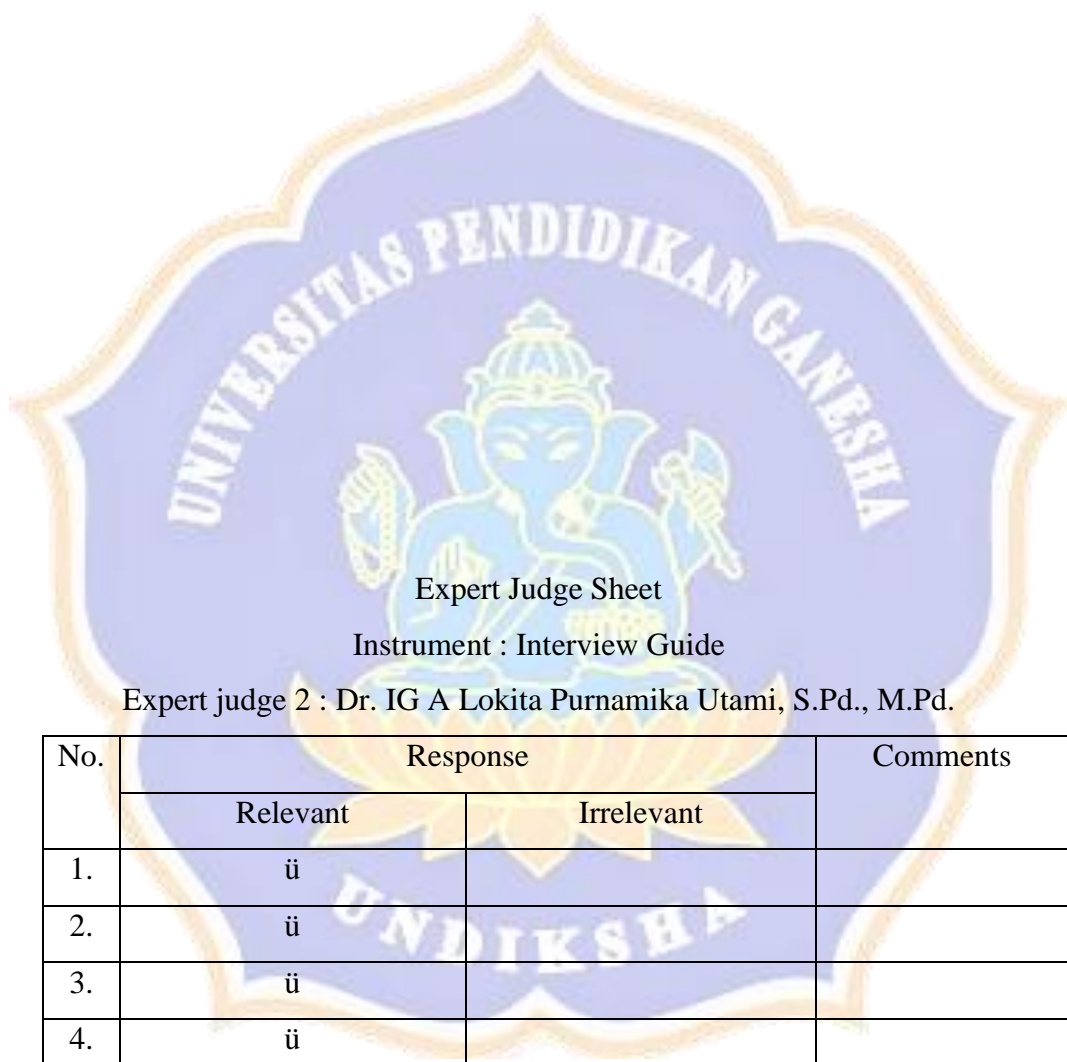 UNIVERSITAS PENDIDIKAN GANESHA
Expert Judge Sheet
Instrument : Interview Guide
Expert judge 2 : Dr. IG A Lokita Purnamika Utami, S.Pd., M.Pd.
No. Response Comments
Relevant Irrelevant
1. ü
2. ü
UNDIKSHA
3. ü
4. ü